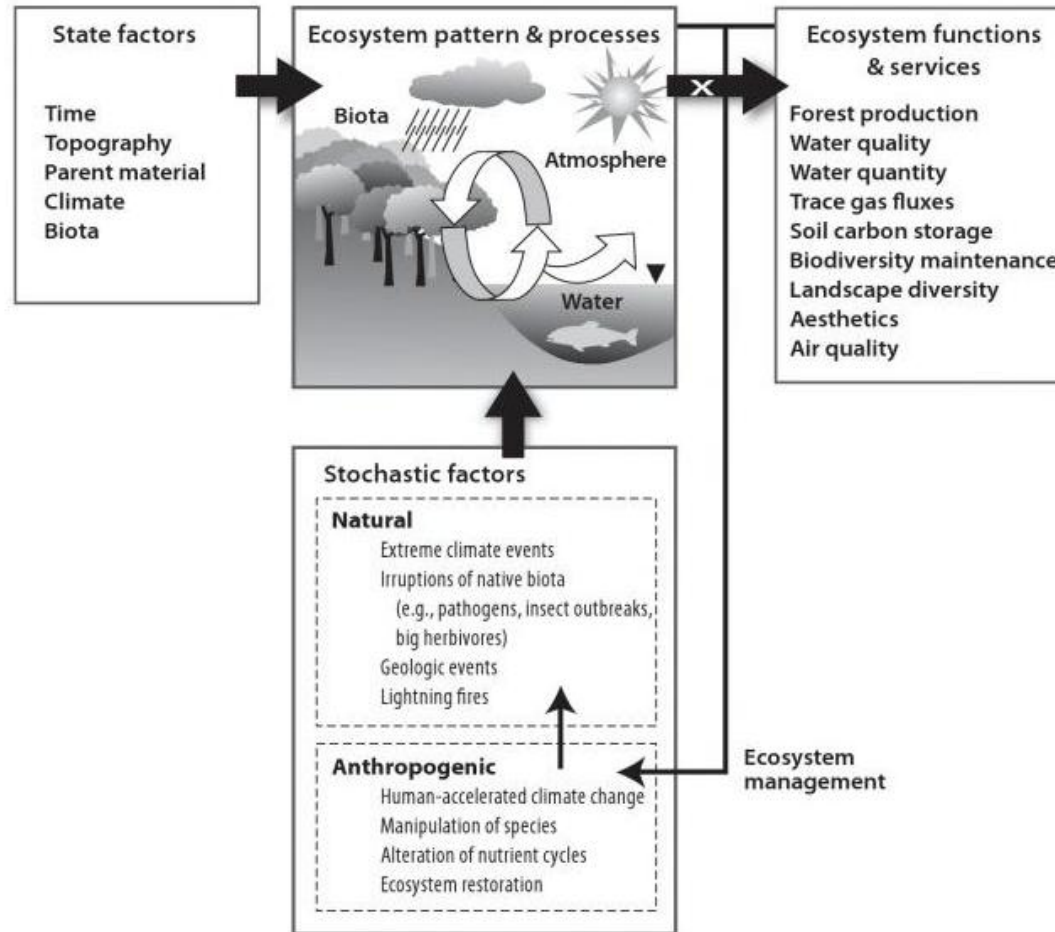 State factors
Time
Topography
Parent material
Climate
Biota
Ecosystem pattern & processes
Biota
Atmosphere
Water
X
Ecosystem functions
& services
Forest production
Water quality
Water quantity
Trace gas fluxes
Soil carbon storage
Biodiversity maintenance
Landscape diversity
Aesthetics
Air quality
Stochastic factors
Natural
Extreme climate events
Irruptions of native biota
(e.g., pathogens, insect outbreaks,
big herbivores)
Geologic events
Lightning fires
Anthropogenic
Human-accelerated climate change
Manipulation of species
Alteration of nutrient cycles
Ecosystem restoration
Ecosystem
management